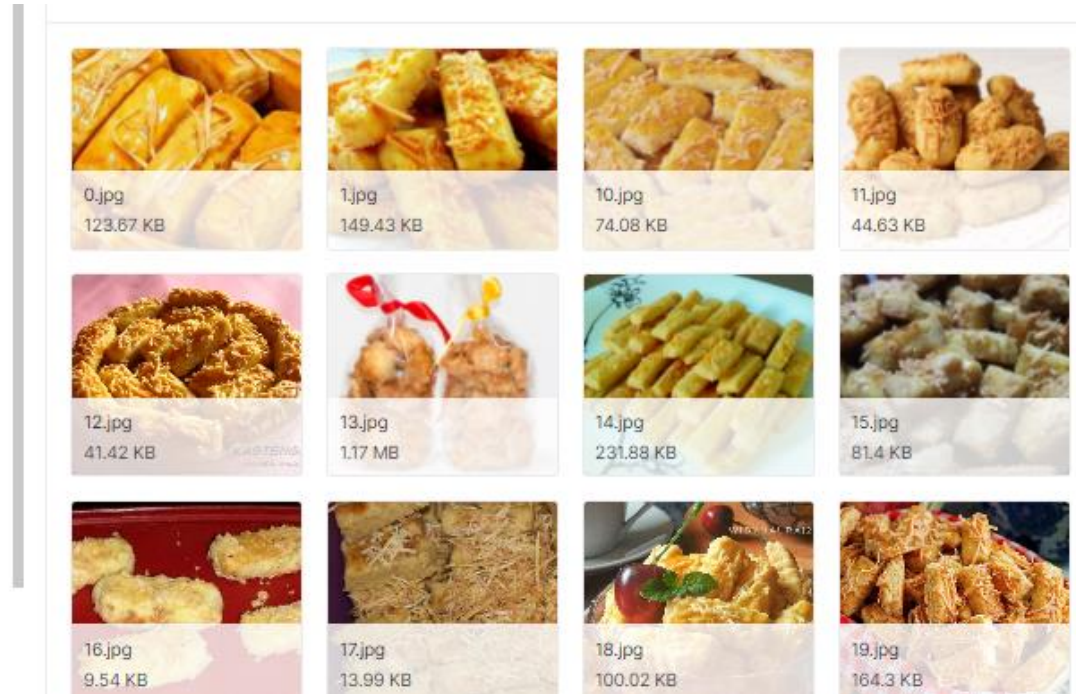 0.jpg
123.67 KB
1.jpg
149.43 KB
10.jpg
74.08 KB
11.jpg
44.63 KB
12.jpg
41.42 KB
13.jpg
1.17 MB
14.jpg
231.88 KB
15.jpg
81.4 KB
16.jpg
9.54 KB
17.jpg
13.99 KB
18.jpg
100.02 KB
19.jpg
164.3 KB